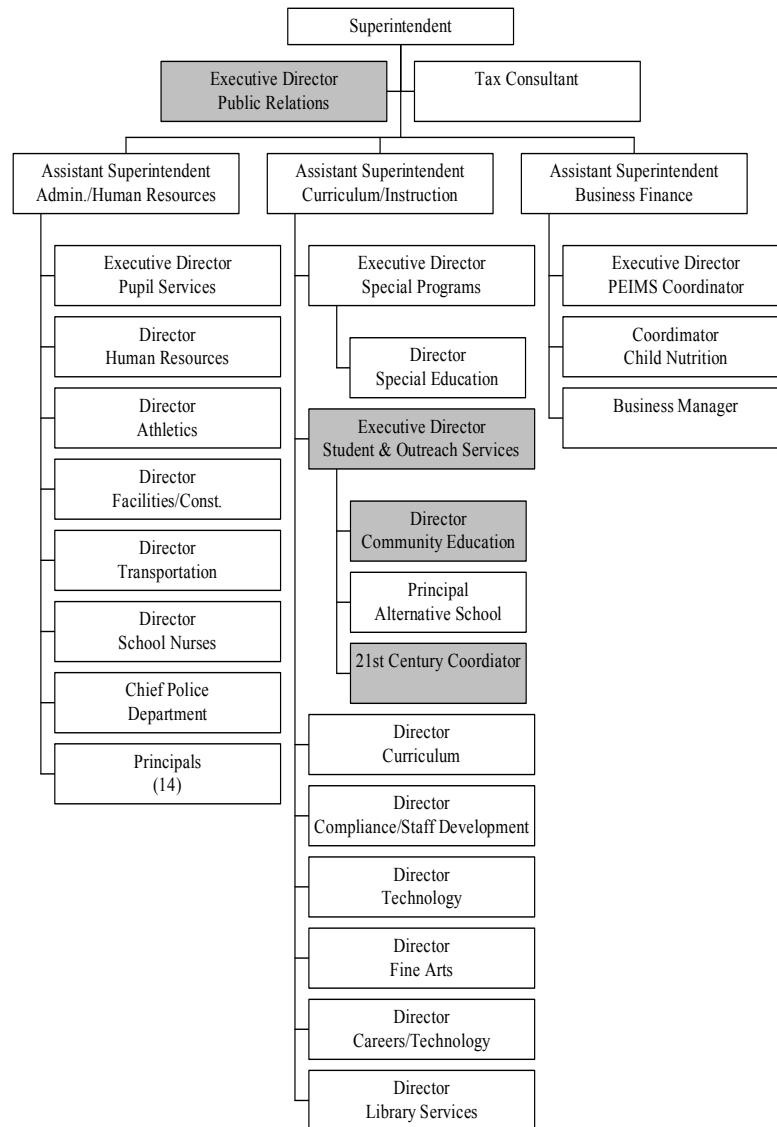 Superintendent
Executive Director
Public Relations
Tax Consultant
Assistant Superintendent
Admin./Human Resources
Assistant Superintendent
Curriculum/Instruction
Assistant Superintendent
Business Finance
Executive Director
Pupil Services
Director
Human Resources
Director
Athletics
Director
Facilities/Const.
Director
Transportation
Director
School Nurses
Chief Police
Department
Principals
(14)
Executive Director
Special Programs
Director
Special Education
Executive Director
Student & Outreach Services
Director
Community Education
Principal
Alternative School
21st Century Coordiator
Director
Curriculum
Director
Compliance/Staff Development
Director
Technology
Director
Fine Arts
Director
Careers/Technology
Director
Library Services
Executive Director
PEIMS Coordinator
Coordimator
Child Nutrition
Business Manager